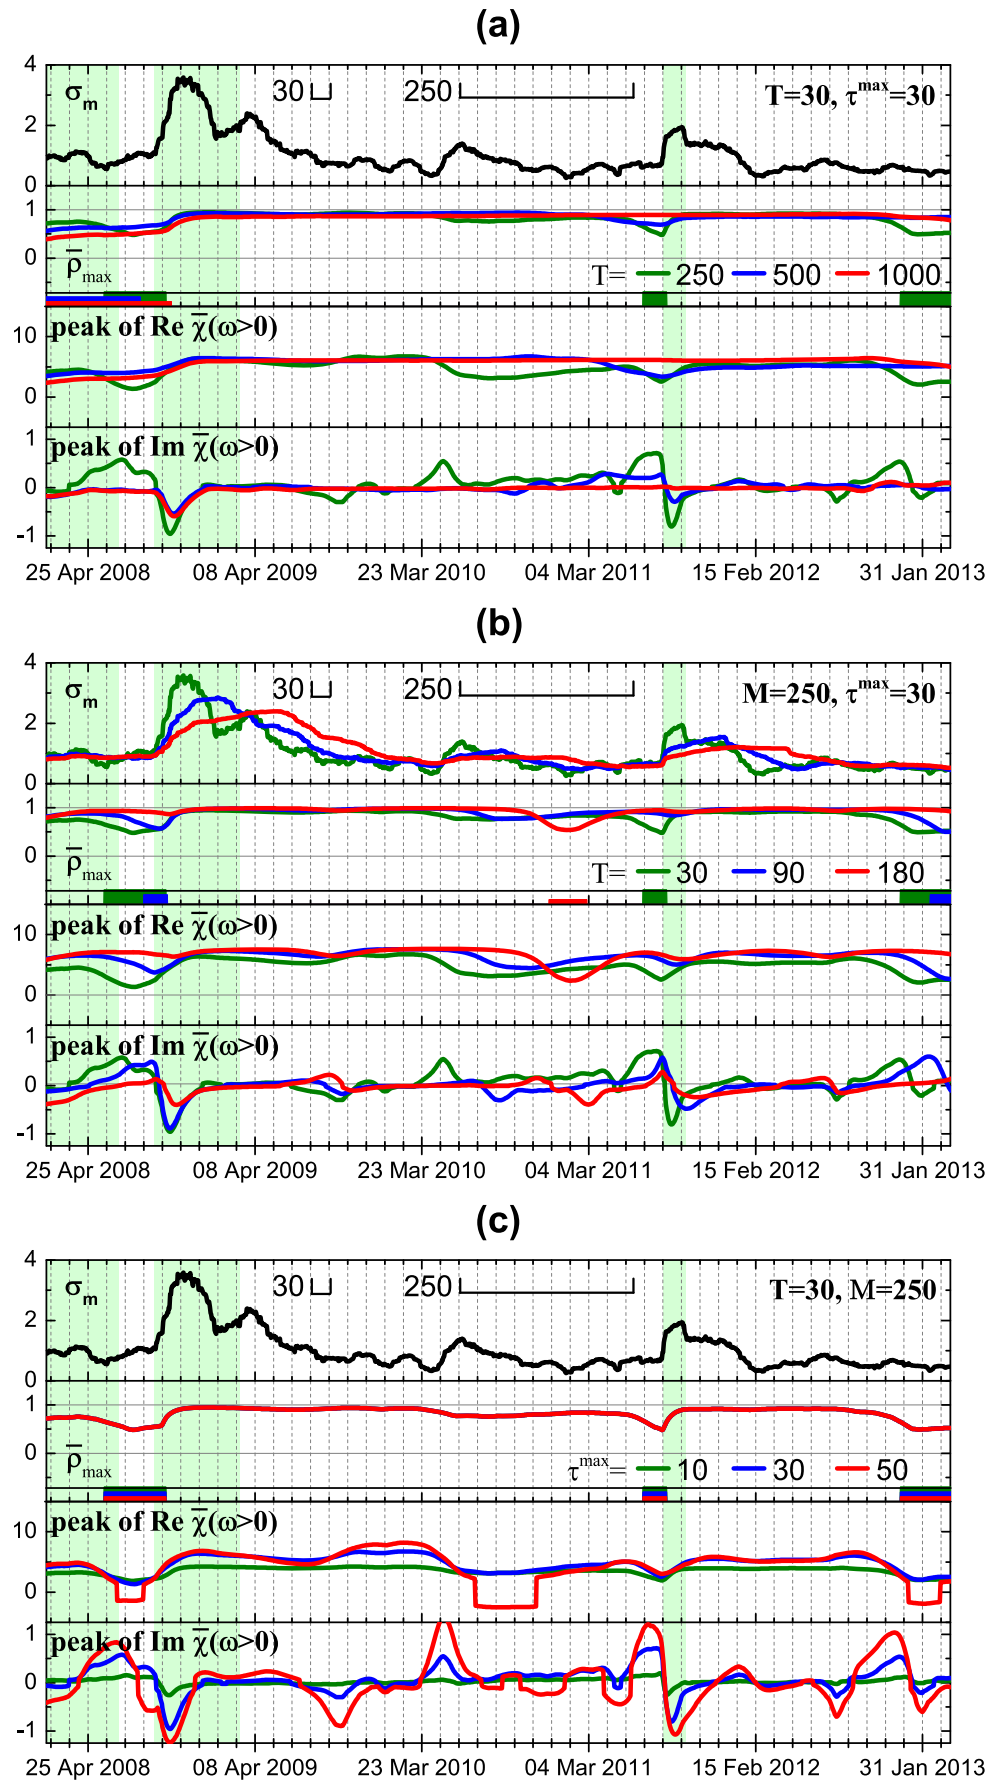 (a)
4
2
0
σm
30
250
T=30, τmax=30
1
0
ρ̅max
T= 250 500 1000
10
0
peak of Re χ̅(ω>0)
1
0
-1
peak of Im χ̅(ω>0)
25 Apr 2008 08 Apr 2009 23 Mar 2010 04 Mar 2011 15 Feb 2012 31 Jan 2013
(b)
4
2
0
σm
30
250
M=250, τmax=30
1
0
ρ̅max
T= 30 90 180
10
0
peak of Re χ̅(ω>0)
1
0
-1
peak of Im χ̅(ω>0)
25 Apr 2008 08 Apr 2009 23 Mar 2010 04 Mar 2011 15 Feb 2012 31 Jan 2013
(c)
4
2
0
σm
30
250
T=30, M=250
1
0
ρ̅max
τmax= 10 30 50
10
0
peak of Re χ̅(ω>0)
1
0
-1
peak of Im χ̅(ω>0)
25 Apr 2008 08 Apr 2009 23 Mar 2010 04 Mar 2011 15 Feb 2012 31 Jan 2013